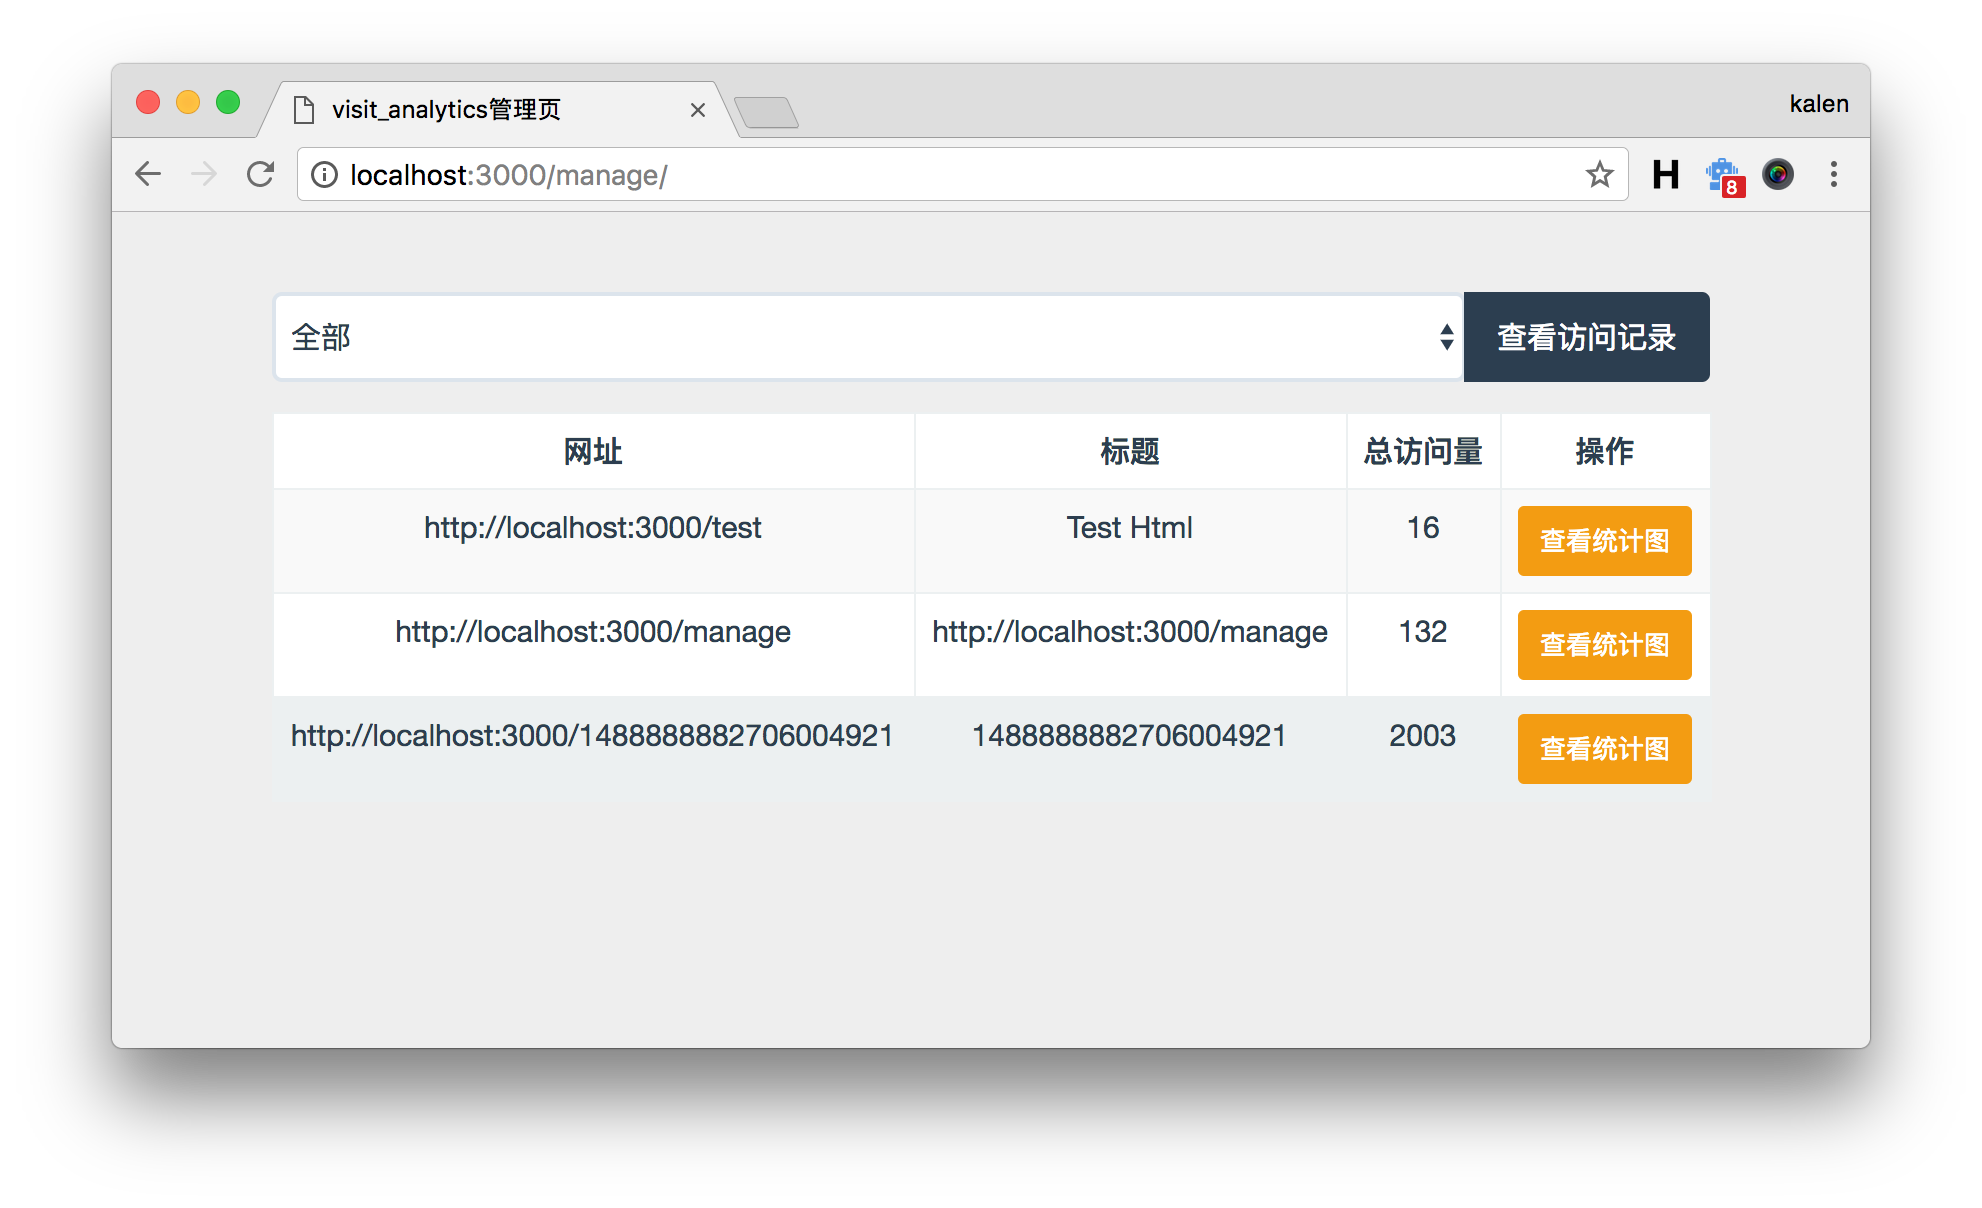 visit_analytics管理页
kalen
localhost:3000/manage/
H
8
全部
查看访问记录
网址 标题 总访问量 操作
http://localhost:3000/test Test Html 16 查看统计图
http://localhost:3000/manage http://localhost:3000/manage 132 查看统计图
http://localhost:3000/1488888882706004921 1488888882706004921 2003 查看统计图